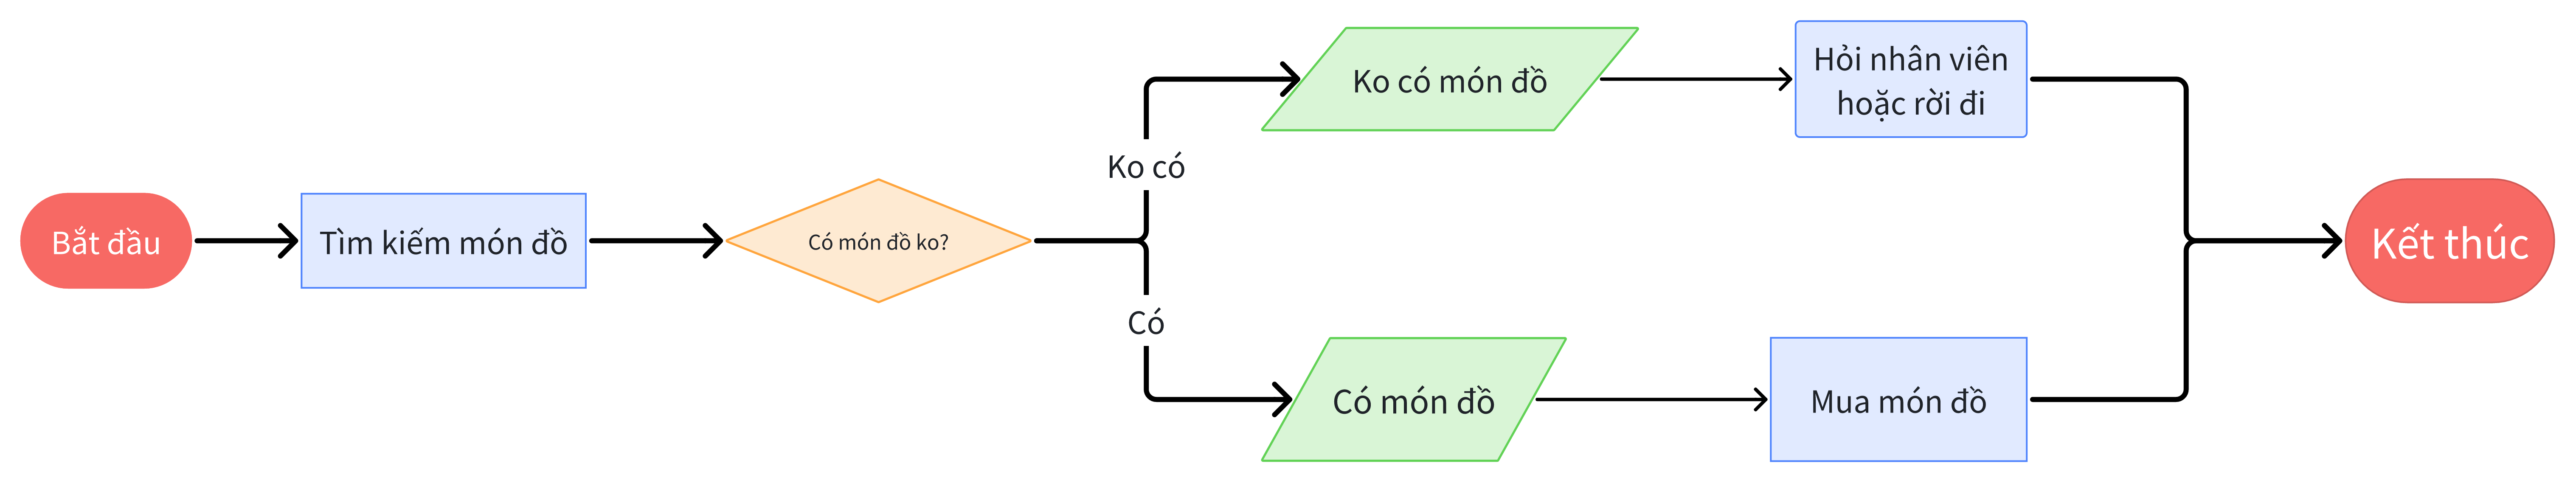 Bắt đầu
Tìm kiếm món đồ
Có món đồ ko?
Ko có
Ko có món đồ
Hỏi nhân viên
hoặc rời đi
Có
Có món đồ
Mua món đồ
Kết thúc